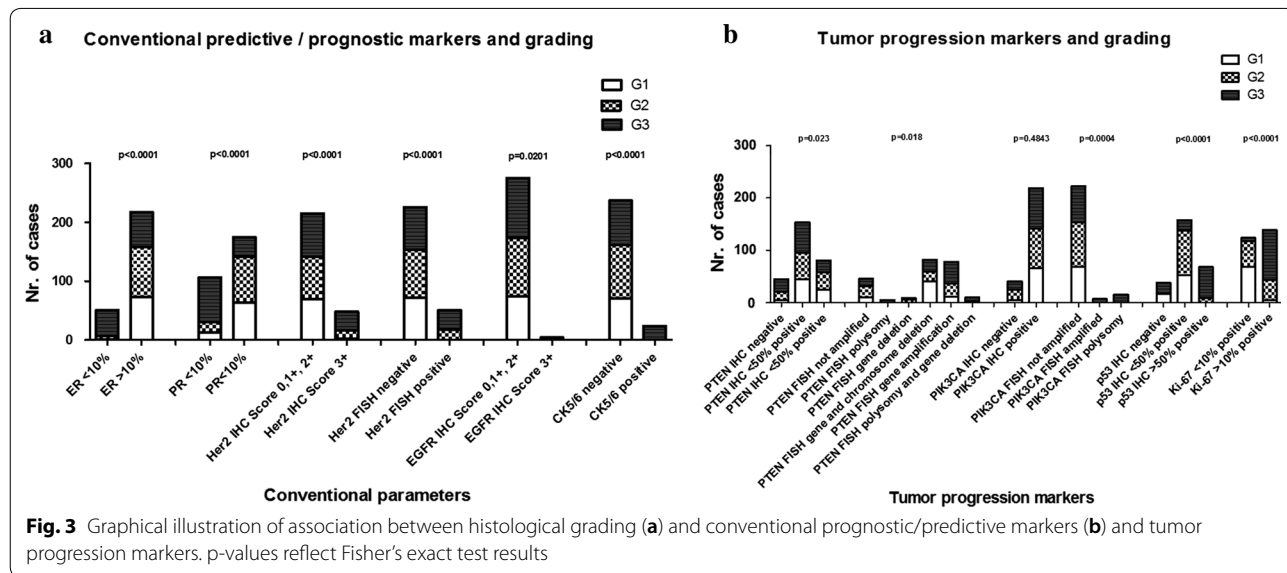 a
Conventional predictive / prognostic markers and grading
G1
G2
G3
p<0.0001
p<0.0001
p<0.0001
p<0.0001
p=0.0201
p<0.0001
Nr. of cases
300
200
100
0
ER <10%
ER >10%
PR <10%
PR<10%
Her2 IHC Score 0,1+, 2+
Her2 IHC Score 3+
Her2 FISH negative
Her2 FISH positive
EGFR IHC Score 0,1+, 2+
EGFR IHC Score 3+
CK5/6 negative
CK5/6 positive
Conventional parameters
b
Tumor progression markers and grading
G1
G2
G3
p=0.023
p=0.018
p=0.4843
p=0.0004
p<0.0001
p<0.0001
Nr. of cases
300
200
100
0
PTEN IHC negative
PTEN IHC <50% positive
PTEN IHC <50% positive
PTEN FISH not amplified
PTEN FISH polysomy
PTEN FISH gene deletion
PTEN FISH gene and chromosome deletion
PTEN FISH gene amplification
PTEN FISH polysomy and gene deletion
PIK3CA IHC negative
PIK3CA IHC positive
PIK3CA FISH not amplified
PIK3CA FISH amplified
PIK3CA FISH polysomy
p53 IHC negative
p53 IHC <50% positive
p53 IHC >50% positive
Ki-67 <10% positive
Ki-67 >10% positive
Tumor progression markers
Fig. 3 Graphical illustration of association between histological grading (a) and conventional prognostic/predictive markers (b) and tumor
progression markers. p-values reflect Fisher's exact test results